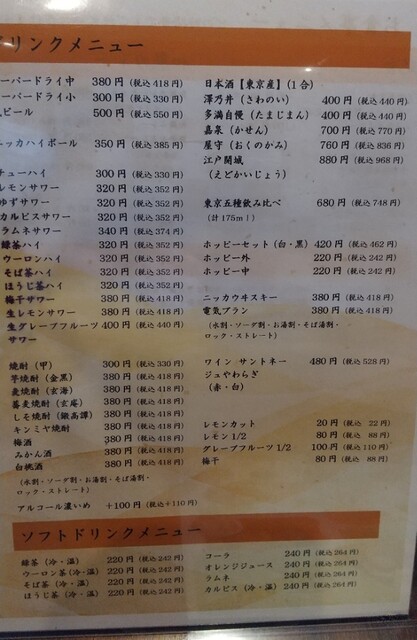 ドリンクメニュー
ーパードライ中 380円(税込418円)
ーパードライ小 300円(税込330円)
ビール 500円(税込550円)
ニッカハイボール 350円(税込385円)
チューハイ 300円(税込330円)
レモンサワー 320円(税込352円)
ゆずサワー 320円(税込352円)
カルピスサワー 320円(税込352円)
ラムネサワー 340円(税込374円)
緑茶ハイ 320円(税込352円)
ウーロンハイ 320円(税込352円)
そば茶ハイ 320円(税込352円)
ほうじ茶ハイ 320円(税込352円)
梅干サワー 380円(税込418円)
生レモンサワー 380円(税込418円)
生グレープフルーツ 400円(税込440円)
サワー
焼酎(甲) 300円(税込330円)
芋焼酎(金黒) 380円(税込418円)
麦焼酎(玄海) 380円(税込418円)
蕎麦焼酎(玄庵) 380円(税込418円)
しそ焼酎(鍛高譚) 380円(税込418円)
キンミヤ焼酎 380円(税込418円)
梅酒 380円(税込418円)
みかん酒 380円(税込418円)
白桃酒 380円(税込418円)
(水割・ソーダ割・お湯割・そば湯割・
ロック・ストレート)
アルコール濃いめ +100円(税込+110円)
日本酒【東京産】(1合)
澤乃井(さわのい) 400円(税込440円)
多満自慢(たまじまん) 400円(税込440円)
嘉泉(かせん) 700円(税込770円)
屋守(おくのかみ) 760円(税込836円)
江戸開城 880円(税込968円)
(えどかいじょう)
東京五種飲み比べ 680円(税込748円)
(計175ml)
ホッピーセット(白・黒) 420円(税込462円)
ホッピー外 220円(税込242円)
ホッピー中 220円(税込242円)
ニッカウヰスキー 380円(税込418円)
電気ブラン 380円(税込418円)
(水割・ソーダ割・お湯割・そば湯割・
ロック・ストレート)
ワイン サントネー 480円(税込528円)
ジュやわらぎ
(赤・白)
レモンカット 20円(税込 22円)
レモン1/2 80円(税込 88円)
グレープフルーツ1/2 100円(税込110円)
梅干 80円(税込 88円)
ソフトドリンクメニュー
緑茶(冷・温) 220円(税込242円)
ウーロン茶(冷・温) 220円(税込242円)
そば茶(冷・温) 220円(税込242円)
ほうじ茶(冷・温) 220円(税込242円)
コーラ 240円(税込264円)
オレンジジュース 240円(税込264円)
ラムネ 240円(税込264円)
カルピス(冷・温) 240円(税込264円)